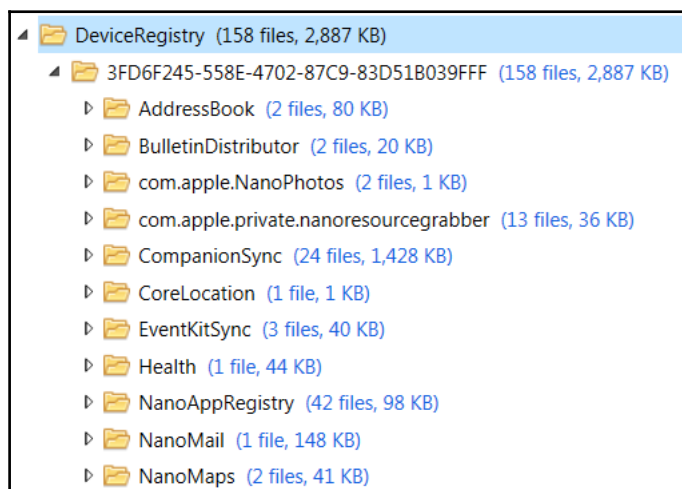 DeviceRegistry (158 files, 2,887 KB)
3FD6F245-558E-4702-87C9-83D51B039FFF (158 files, 2,887 KB)
AddressBook (2 files, 80 KB)
BulletinDistributor (2 files, 20 KB)
com.apple.NanoPhotos (2 files, 1 KB)
com.apple.private.nanoresourcegrabber (13 files, 36 KB)
CompanionSync (24 files, 1,428 KB)
CoreLocation (1 file, 1 KB)
EventKitSync (3 files, 40 KB)
Health (1 file, 44 KB)
NanoAppRegistry (42 files, 98 KB)
NanoMail (1 file, 148 KB)
NanoMaps (2 files, 41 KB)